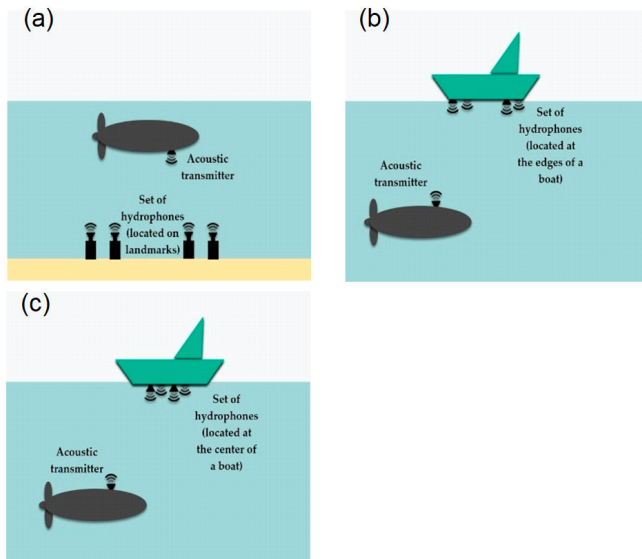 (a)
Acoustic
transmitter
Set of
hydrophones
(located on
landmarks)
(b)
Set of
hydrophones
(located at
the edges of a
boat)
Acoustic
transmitter
(c)
Set of
hydrophones
(located at
the center of
a boat)
Acoustic
transmitter